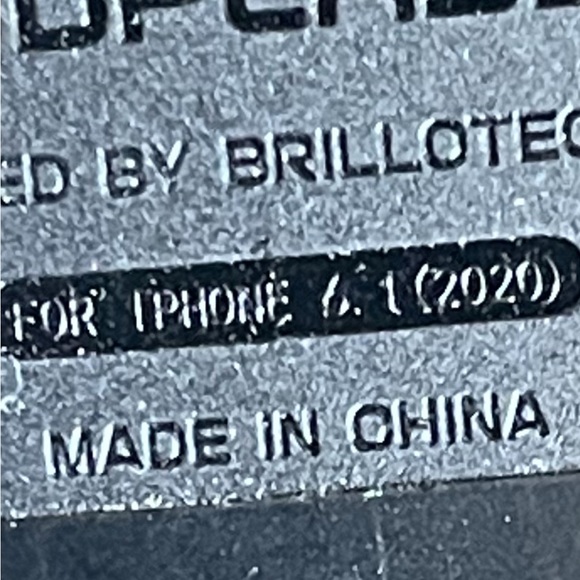 ED BY BRILLOTEC
FOR IPHONE 6.1(2020)
MADE IN CHINA